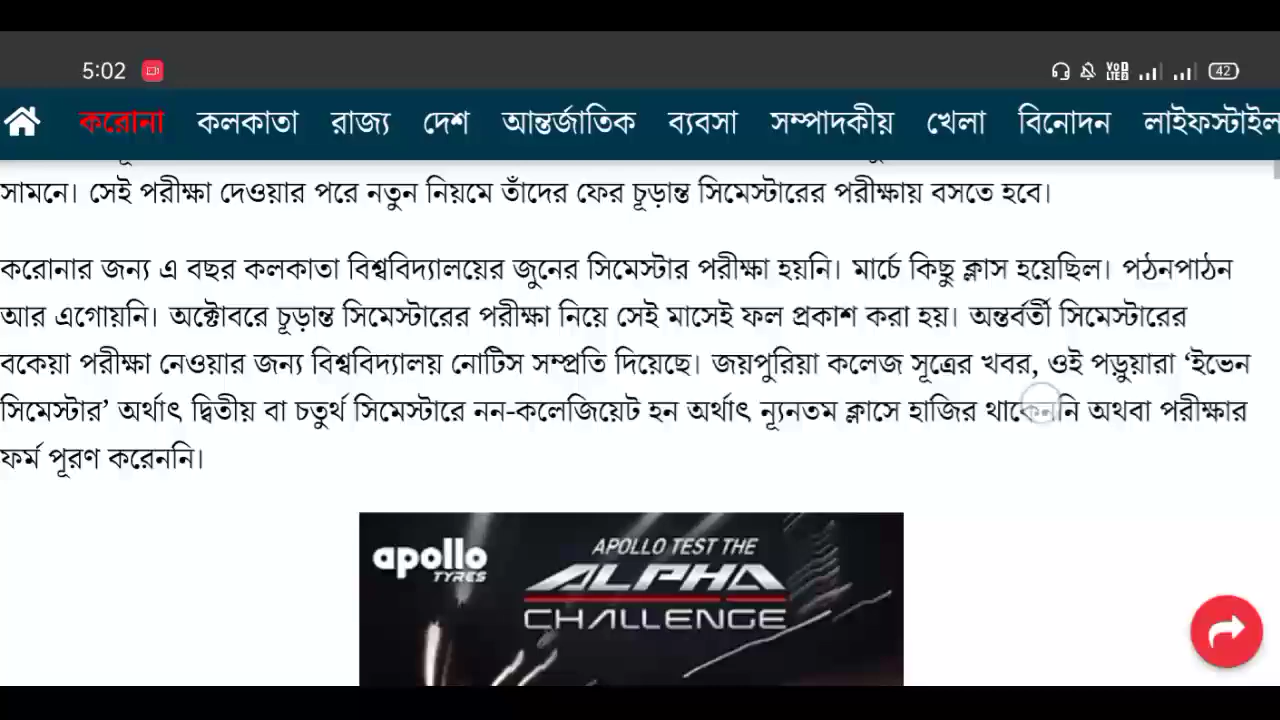 5:02
VoD LTED
42
করোনা কলকাতা রাজ্য দেশ আন্তর্জাতিক ব্যবসা সম্পাদকীয় খেলা বিনোদন লাইফস্টাইল
সামনে। সেই পরীক্ষা দেওয়ার পরে নতুন নিয়মে তাঁদের ফের চূড়ান্ত সিমেস্টারের পরীক্ষায় বসতে হবে।
করোনার জন্য এ বছর কলকাতা বিশ্ববিদ্যালয়ের জুনের সিমেস্টার পরীক্ষা হয়নি। মার্চে কিছু ক্লাস হয়েছিল। পঠনপাঠন
আর এগোয়নি। অক্টোবরে চূড়ান্ত সিমেস্টারের পরীক্ষা নিয়ে সেই মাসেই ফল প্রকাশ করা হয়। অন্তর্বর্তী সিমেস্টারের
বকেয়া পরীক্ষা নেওয়ার জন্য বিশ্ববিদ্যালয় নোটিস সম্প্রতি দিয়েছে। জয়পুরিয়া কলেজ সূত্রের খবর, ওই পড়ুয়ারা ‘ইভেন
সিমেস্টার’ অর্থাৎ দ্বিতীয় বা চতুর্থ সিমেস্টারে নন-কলেজিয়েট হন অর্থাৎ ন্যূনতম ক্লাসে হাজির থাকেননি অথবা পরীক্ষার
ফর্ম পূরণ করেননি।
apollo
TYRES
APOLLO TEST THE
ALPHA
CHALLENGE